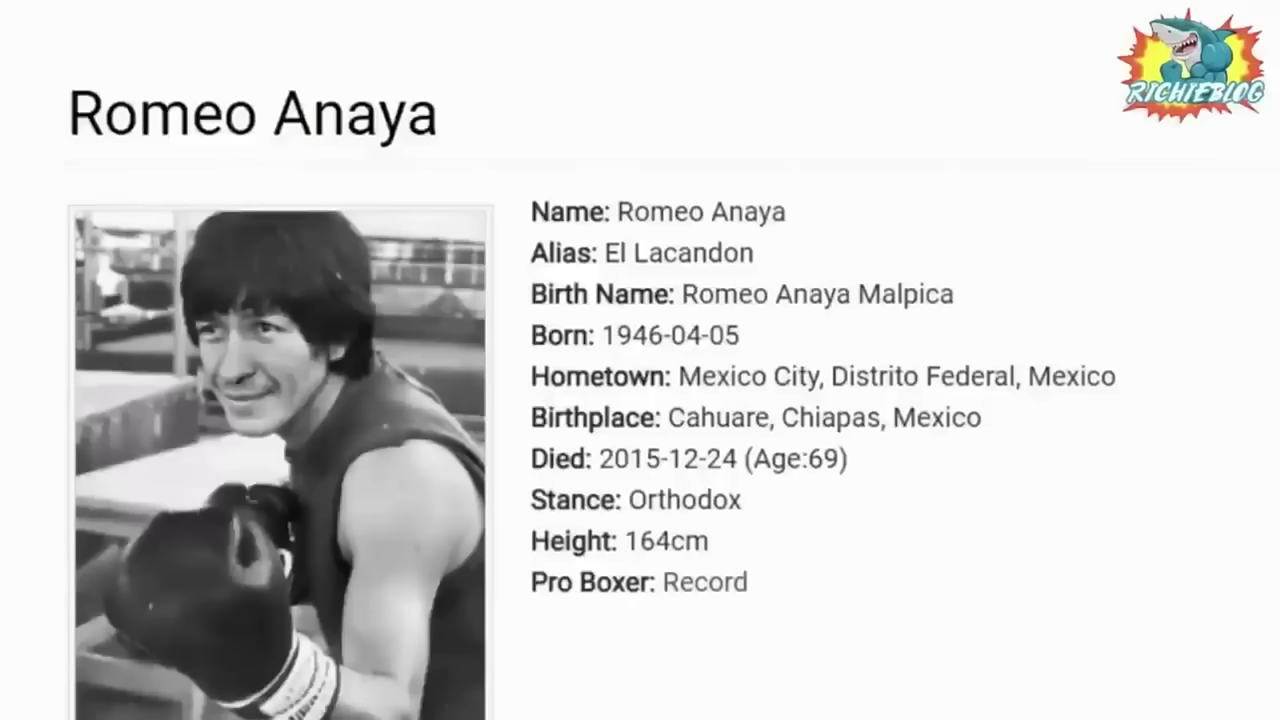 RICHIEBLOG
Romeo Anaya
Name: Romeo Anaya
Alias: El Lacandon
Birth Name: Romeo Anaya Malpica
Born: 1946-04-05
Hometown: Mexico City, Distrito Federal, Mexico
Birthplace: Cahuare, Chiapas, Mexico
Died: 2015-12-24 (Age:69)
Stance: Orthodox
Height: 164cm
Pro Boxer: Record